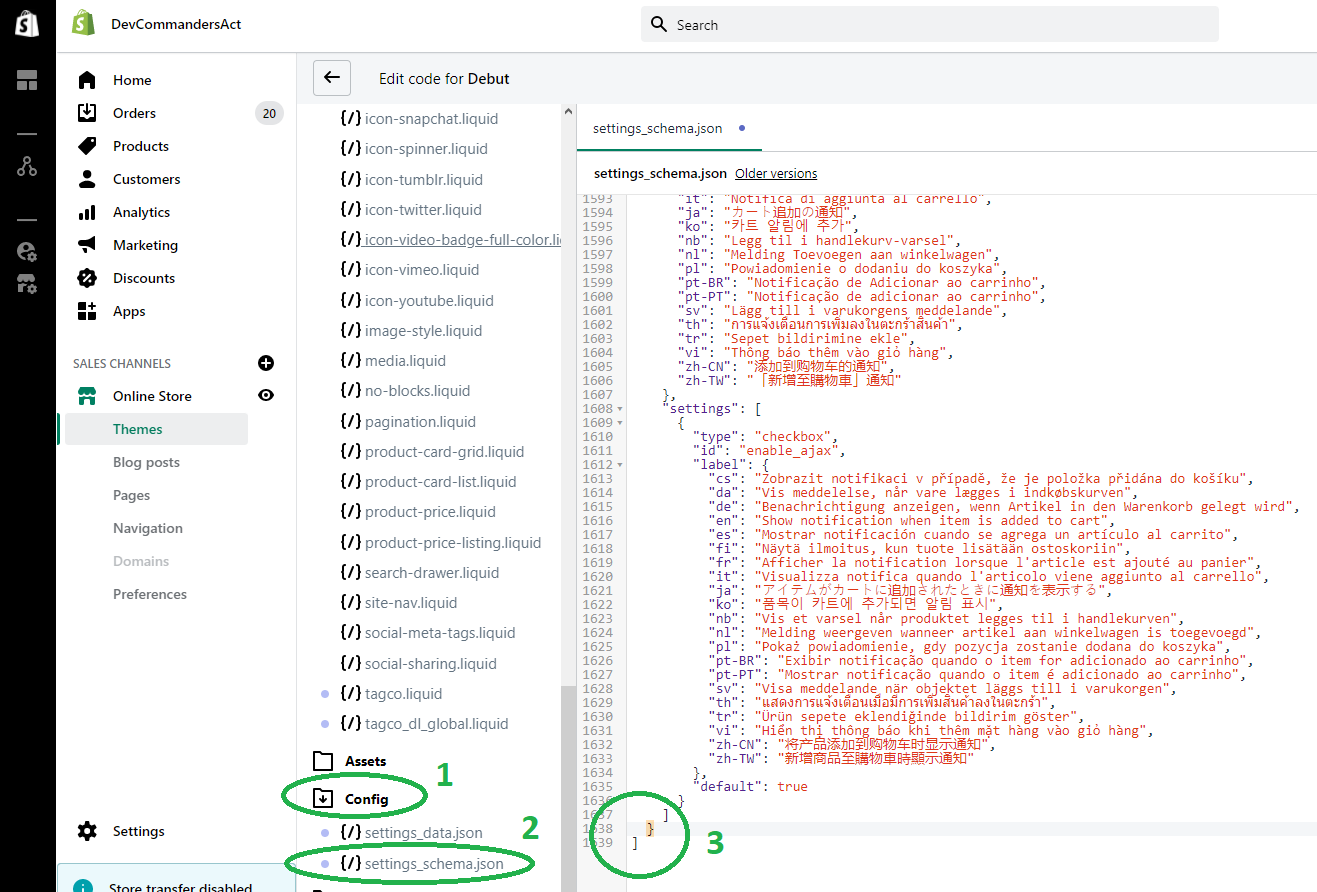 DevCommandersAct
Search
Home
Orders
20
Products
Customers
Analytics
Marketing
Discounts
Apps
SALES CHANNELS
Online Store
Themes
Blog posts
Pages
Navigation
Domains
Preferences
Settings
Store transfer disabled
Edit code for Debut
{/} icon-snapchat.liquid
{/} icon-spinner.liquid
{/} icon-tumblr.liquid
{/} icon-twitter.liquid
{/} icon-video-badge-full-color.li
{/} icon-vimeo.liquid
{/} icon-youtube.liquid
{/} image-style.liquid
{/} media.liquid
{/} no-blocks.liquid
{/} pagination.liquid
{/} product-card-grid.liquid
{/} product-card-list.liquid
{/} product-price.liquid
{/} product-price-listing.liquid
{/} search-drawer.liquid
{/} site-nav.liquid
{/} social-meta-tags.liquid
{/} social-sharing.liquid
{/} tagco.liquid
{/} tagco_dl_global.liquid
Assets
1
Config
2
{/} settings_data.json
{/} settings_schema.json
settings_schema.json
settings_schema.json Older versions
1593 "it": "Notifica di aggiunta al carrello",
1594 "ja": "カート追加の通知",
1595 "ko": "카트 알림에 추가",
1596 "nb": "Legg til i handlekurv-varsel",
1597 "nl": "Melding Toevoegen aan winkelwagen",
1598 "pl": "Powiadomienie o dodaniu do koszyka",
1599 "pt-BR": "Notificação de Adicionar ao carrinho",
1600 "pt-PT": "Notificação de adicionar ao carrinho",
1601 "sv": "Lägg till i varukorgens meddelande",
1602 "th": "การแจ้งเตือนการเพิ่มลงในตะกร้าสินค้า",
1603 "tr": "Sepet bildirimine ekle",
1604 "vi": "Thông báo thêm vào giỏ hàng",
1605 "zh-CN": "添加到购物车的通知",
1606 "zh-TW": "「新增至購物車」通知"
1607 },
1608 "settings": [
1609 {
1610 "type": "checkbox",
1611 "id": "enable_ajax",
1612 "label": {
1613 "cs": "Zobrazit notifikaci v případě, že je položka přidána do košíku",
1614 "da": "Vis meddelelse, når vare lægges i indkøbskurven",
1615 "de": "Benachrichtigung anzeigen, wenn Artikel in den Warenkorb gelegt wird",
1616 "en": "Show notification when item is added to cart",
1617 "es": "Mostrar notificación cuando se agrega un artículo al carrito",
1618 "fi": "Näytä ilmoitus, kun tuote lisätään ostoskoriin",
1619 "fr": "Afficher la notification lorsque l'article est ajouté au panier",
1620 "it": "Visualizza notifica quando l'articolo viene aggiunto al carrello",
1621 "ja": "アイテムがカートに追加されたときに通知を表示する",
1622 "ko": "품목이 카트에 추가되면 알림 표시",
1623 "nb": "Vis et varsel når produktet legges til i handlekurven",
1624 "nl": "Melding weergeven wanneer artikel aan winkelwagen is toegevoegd",
1625 "pl": "Pokaż powiadomienie, gdy pozycja zostanie dodana do koszyka",
1626 "pt-BR": "Exibir notificação quando o item for adicionado ao carrinho",
1627 "pt-PT": "Mostrar notificação quando o item é adicionado ao carrinho",
1628 "sv": "Visa meddelande när objektet läggs till i varukorgen",
1629 "th": "แสดงการแจ้งเตือนเมื่อมีการเพิ่มสินค้าลงในตะกร้า",
1630 "tr": "Ürün sepete eklendiğinde bildirim göster",
1631 "vi": "Hiển thị thông báo khi thêm mặt hàng vào giỏ hàng",
1632 "zh-CN": "将产品添加到购物车时显示通知",
1633 "zh-TW": "新增商品至購物車時顯示通知"
1634 },
1635 "default": true
1636 }
1637 ]
1638 }
1639 ]
3